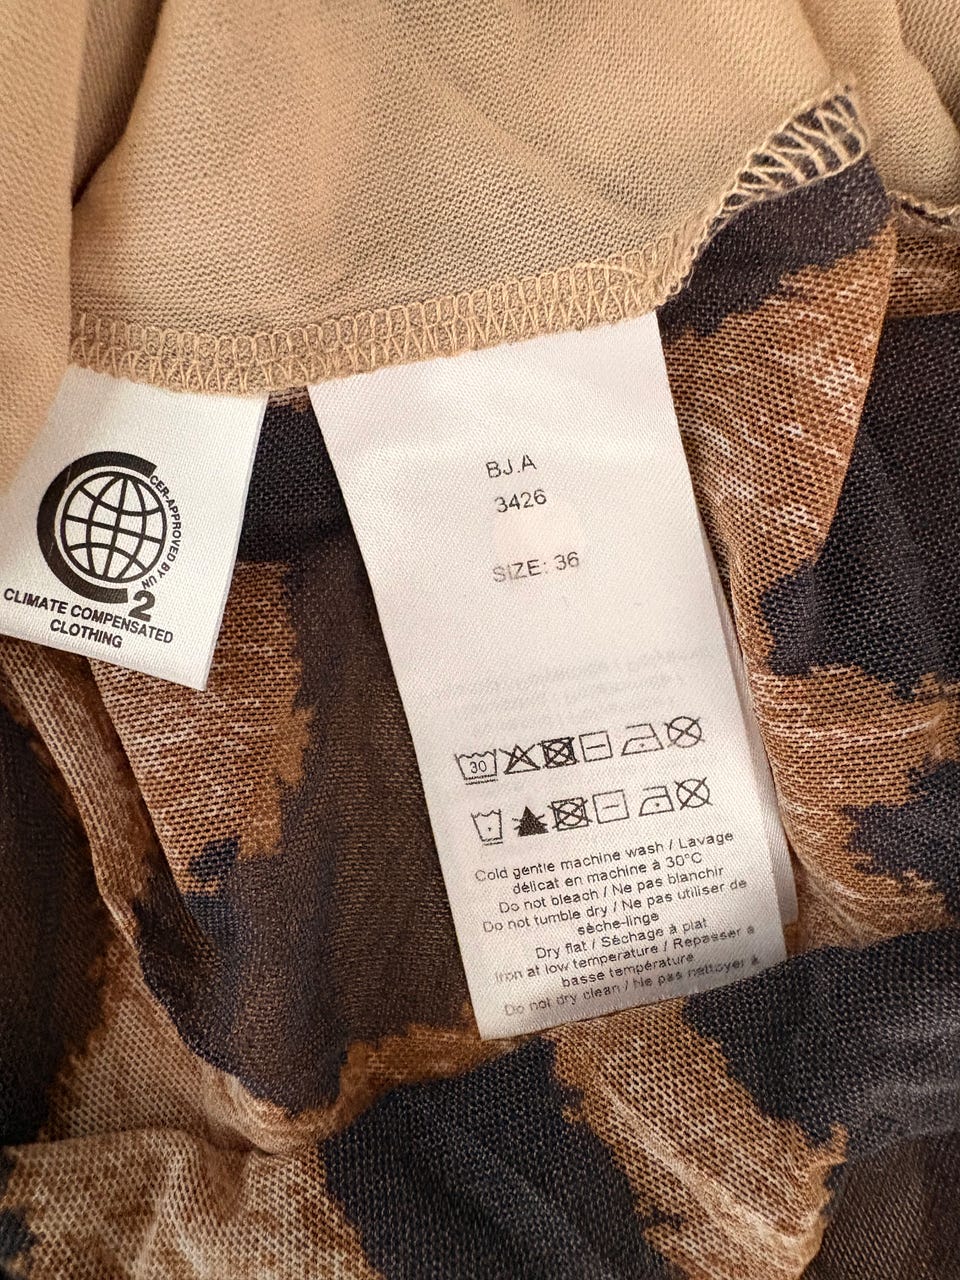 CER-APPROVED BY UN
2
CLIMATE COMPENSATED
CLOTHING
BJ.A
3426
SIZE: 36
30
Cold gentle machine wash / Lavage
délicat en machine à 30°C
Do not bleach / Ne pas blanchir
Do not tumble dry / Ne pas utiliser de
sèche-linge
Dry flat / Séchage à plat
Iron at low temperature / Repasser à
basse température
Do not dry clean / Ne pas nettoyer à